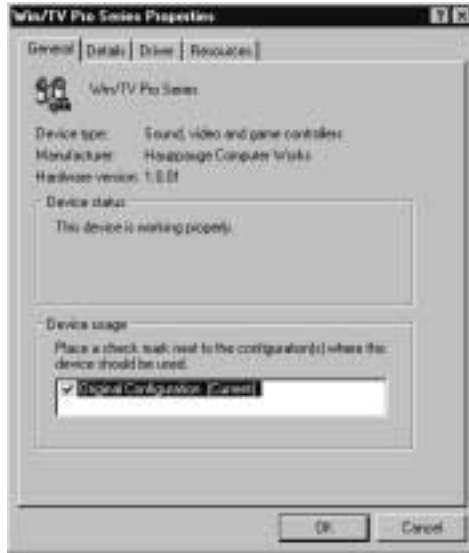 Win/TV Pro Series Properties
General Details Driver Resources
Win/TV Pro Series
Device type: Sound, video and game controllers
Manufacturer: Hauppauge Computer Works
Hardware version: 1.0.0f
Device status
This device is working properly.
Device usage
Place a check mark next to the configuration(s) where this
device should be used.
Original Configuration (Current)
OK Cancel